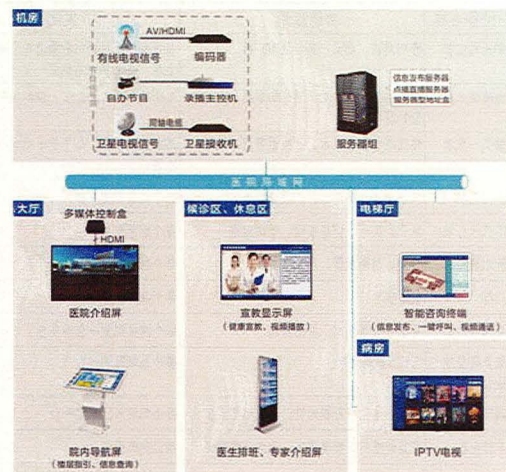 机房
AV/HDMI
有线电视信号
编码器
自办节目
录播主控机
同轴电缆
卫星电视信号
卫星接收机
信息发布服务器
点播直播服务器
服务器组
医院局域网
大厅
多媒体控制盒
HDMI
医院介绍屏
院内导航屏
(楼层指引、信息查询)
候诊区、休息区
宣教显示屏
(健康宣教、视频播放)
医生排班、专家介绍屏
电梯厅
智能咨询终端
(信息发布、一键呼叫、视频通话)
病房
IPTV电视